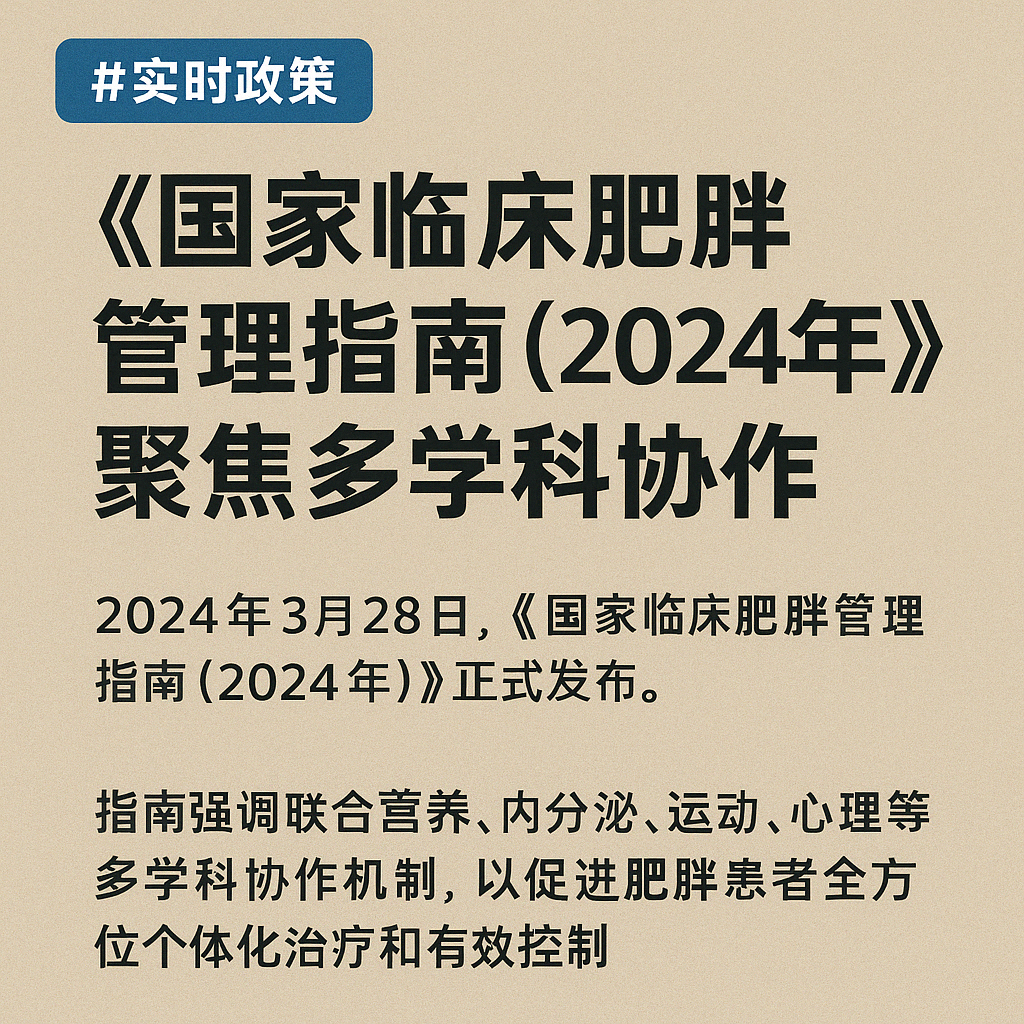 #实时政策
《国家临床肥胖
管理指南(2024年》
聚焦多学科协作
2024年3月28日,《国家临床肥胖管理
指南(2024年)》正式发布。
指南强调联合营养、内分泌、运动、心理等
多学科协作机制,以促进肥胖患者全方
位个体化治疗和有效控制